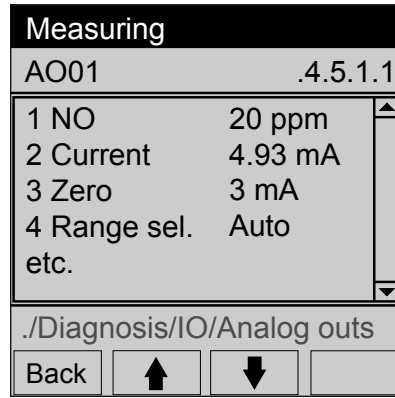 Measuring
AO01 .4.5.1.1
1 NO 20 ppm
2 Current 4.93 mA
3 Zero 3 mA
4 Range sel. Auto
etc.
./Diagnosis/IO/Analog outs
Back